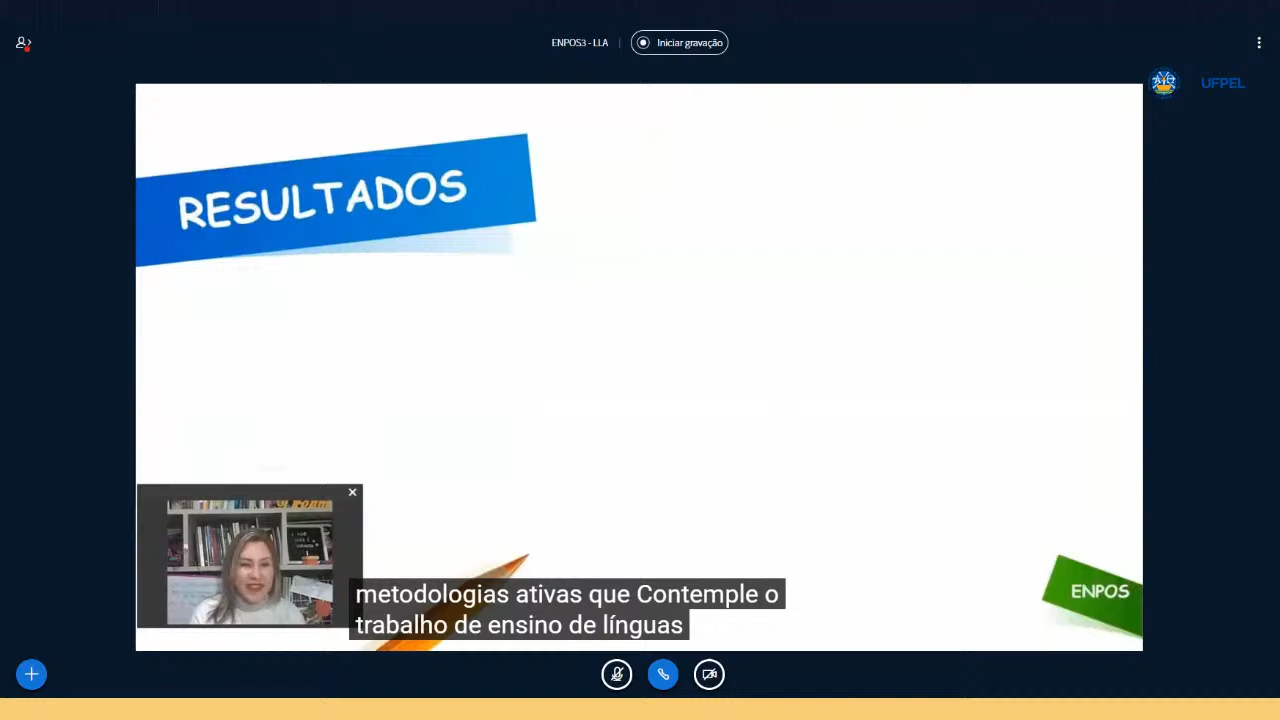 ENPOS3 - LLA
Iniciar gravação
UFPEL
RESULTADOS
ENPOS
metodologias ativas que Contemple o
trabalho de ensino de línguas